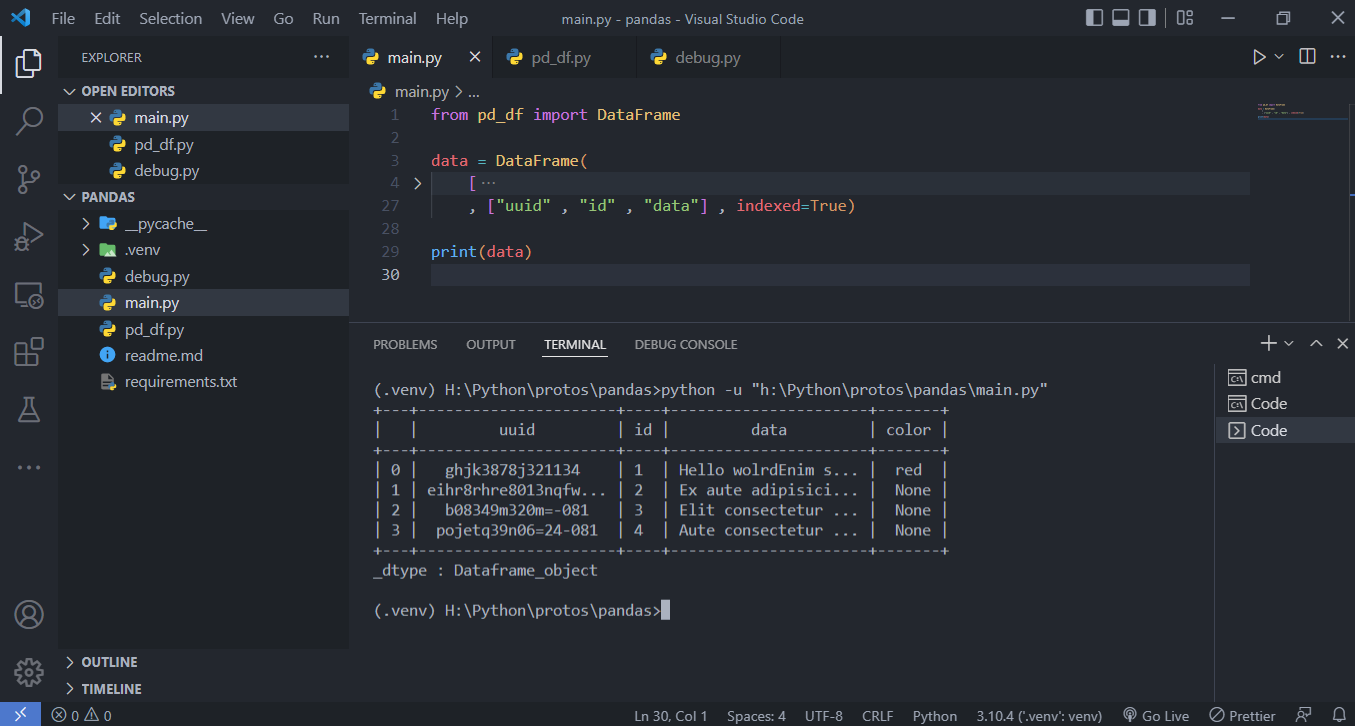 File Edit Selection View Go Run Terminal Help main.py - pandas - Visual Studio Code
EXPLORER
OPEN EDITORS
main.py
pd_df.py
debug.py
PANDAS
__pycache__
.venv
debug.py
main.py
pd_df.py
readme.md
requirements.txt
OUTLINE
TIMELINE
main.py pd_df.py debug.py
main.py > ...
1 from pd_df import DataFrame
2
3 data = DataFrame(
4 [ ...
27 , ["uuid" , "id" , "data"] , indexed=True)
28
29 print(data)
30
PROBLEMS OUTPUT TERMINAL DEBUG CONSOLE
(.venv) H:\Python\protos\pandas>python -u "h:\Python\protos\pandas\main.py"
+---+----------------------+----+----------------------+-------+
|   |         uuid         | id |         data         | color |
+---+----------------------+----+----------------------+-------+
| 0 |   ghjk3878j321134    | 1  | Hello wolrdEnim s... |  red  |
| 1 | eihr8rhre8013nqfw... | 2  | Ex aute adipisici... |  None |
| 2 |   b08349m320m=-081   | 3  | Elit consectetur ... |  None |
| 3 |  pojetq39n06=24-081  | 4  | Aute consectetur ... |  None |
+---+----------------------+----+----------------------+-------+
_dtype : Dataframe_object
(.venv) H:\Python\protos\pandas>
cmd
Code
Code
0 0 Ln 30, Col 1 Spaces: 4 UTF-8 CRLF Python 3.10.4 ('.venv': venv) Go Live Prettier